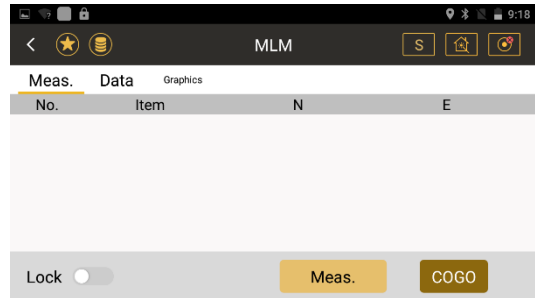 9:18
MLM
S
Meas. Data Graphics
No. Item N E
Lock Meas. COGO